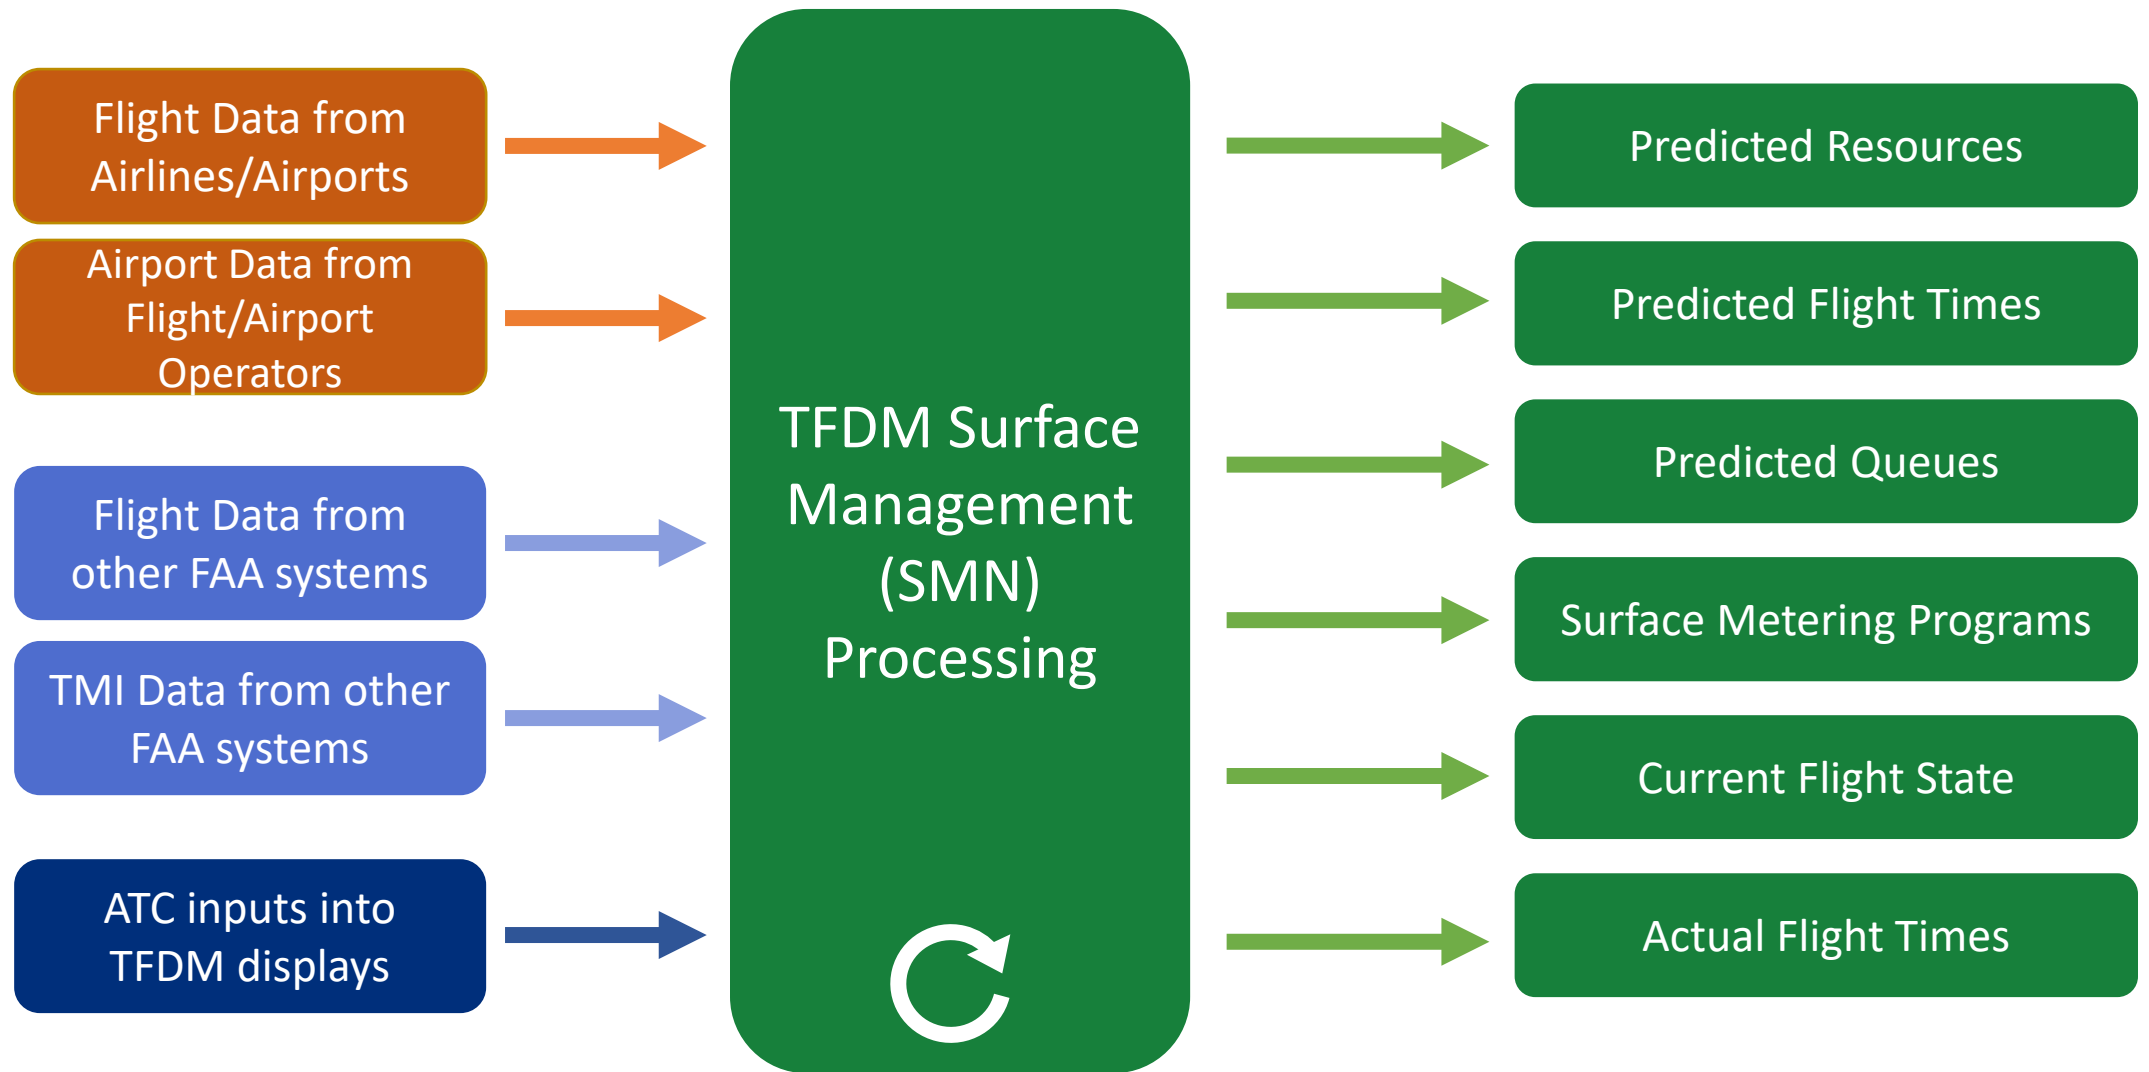 Flight Data from
Airlines/Airports
Airport Data from
Flight/Airport
Operators
Flight Data from
other FAA systems
TMI Data from other
FAA systems
ATC inputs into
TFDM displays
TFDM Surface
Management
(SMN)
Processing
Predicted Resources
Predicted Flight Times
Predicted Queues
Surface Metering Programs
Current Flight State
Actual Flight Times